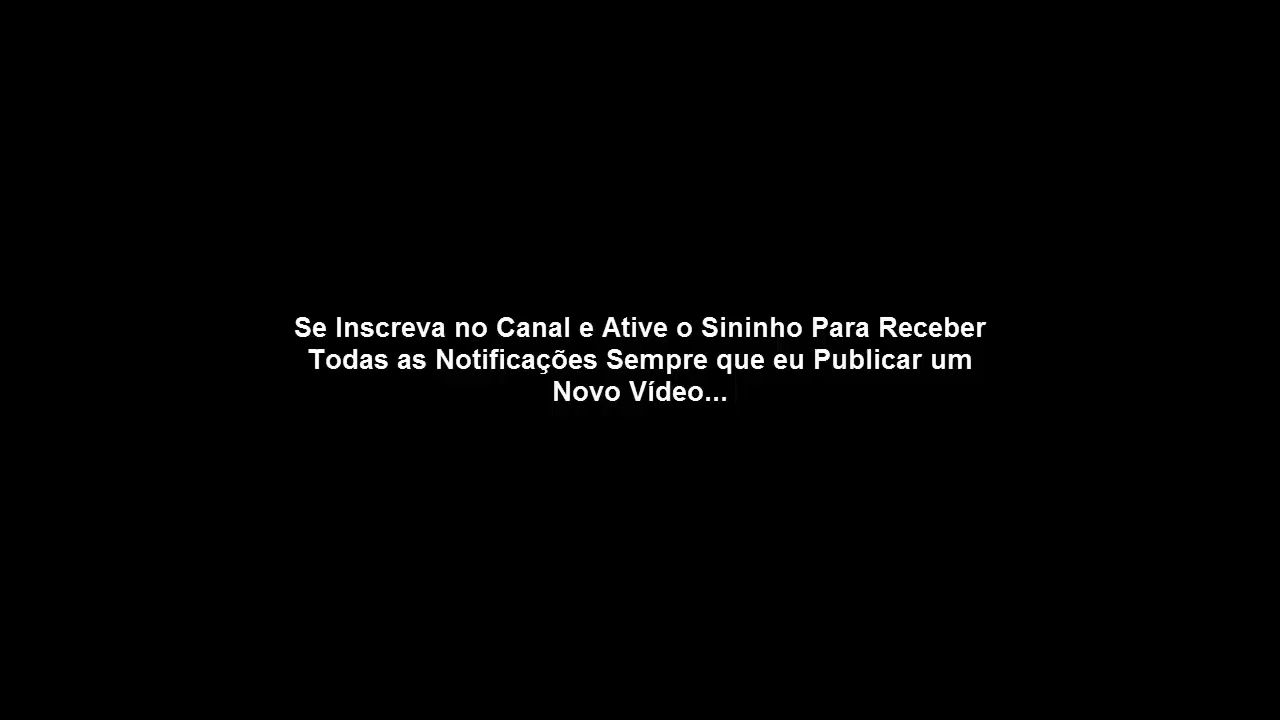 Se Inscreva no Canal e Ative o Sininho Para Receber
Todas as Notificações Sempre que eu Publicar um
Novo Vídeo...